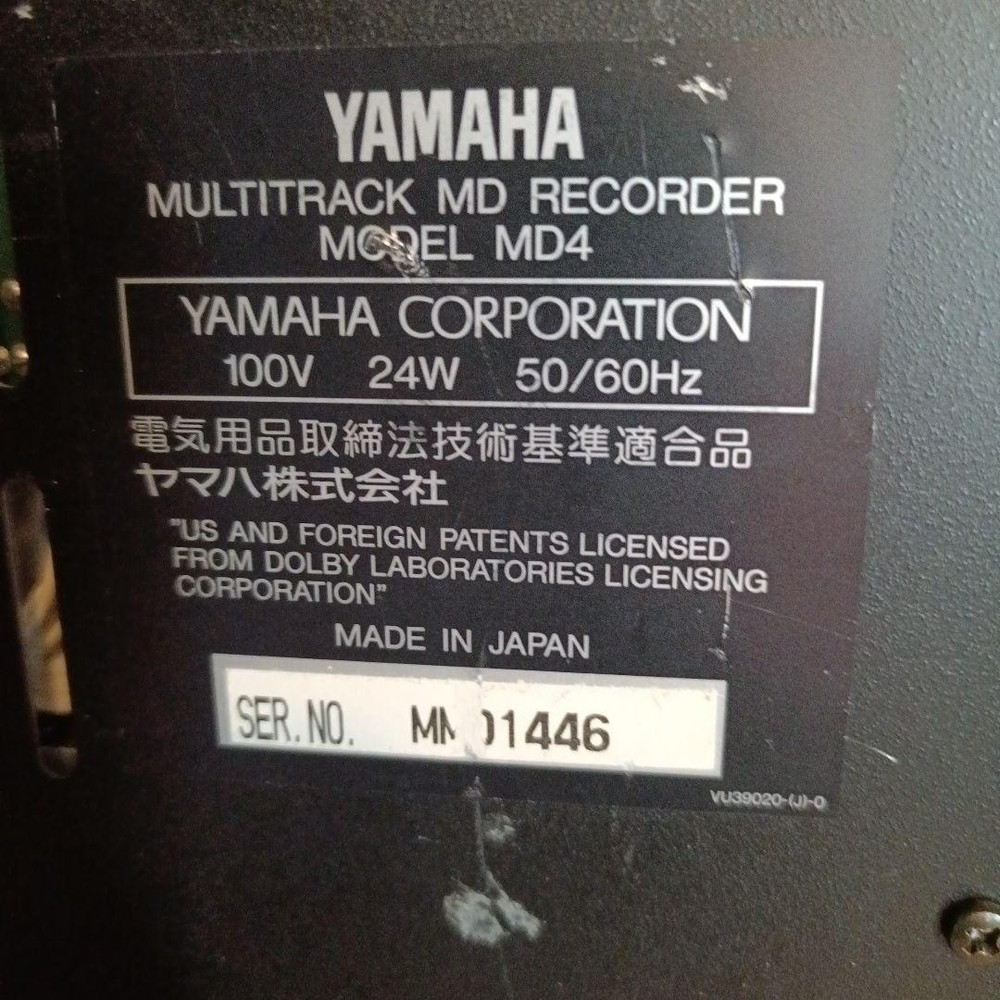 YAMAHA
MULTITRACK MD RECORDER
MODEL MD4
YAMAHA CORPORATION
100V 24W 50/60Hz
電気用品取締法技術基準適合品
ヤマハ株式会社
"US AND FOREIGN PATENTS LICENSED
FROM DOLBY LABORATORIES LICENSING
CORPORATION"
MADE IN JAPAN
SER. NO.
VU39020-(J)-0